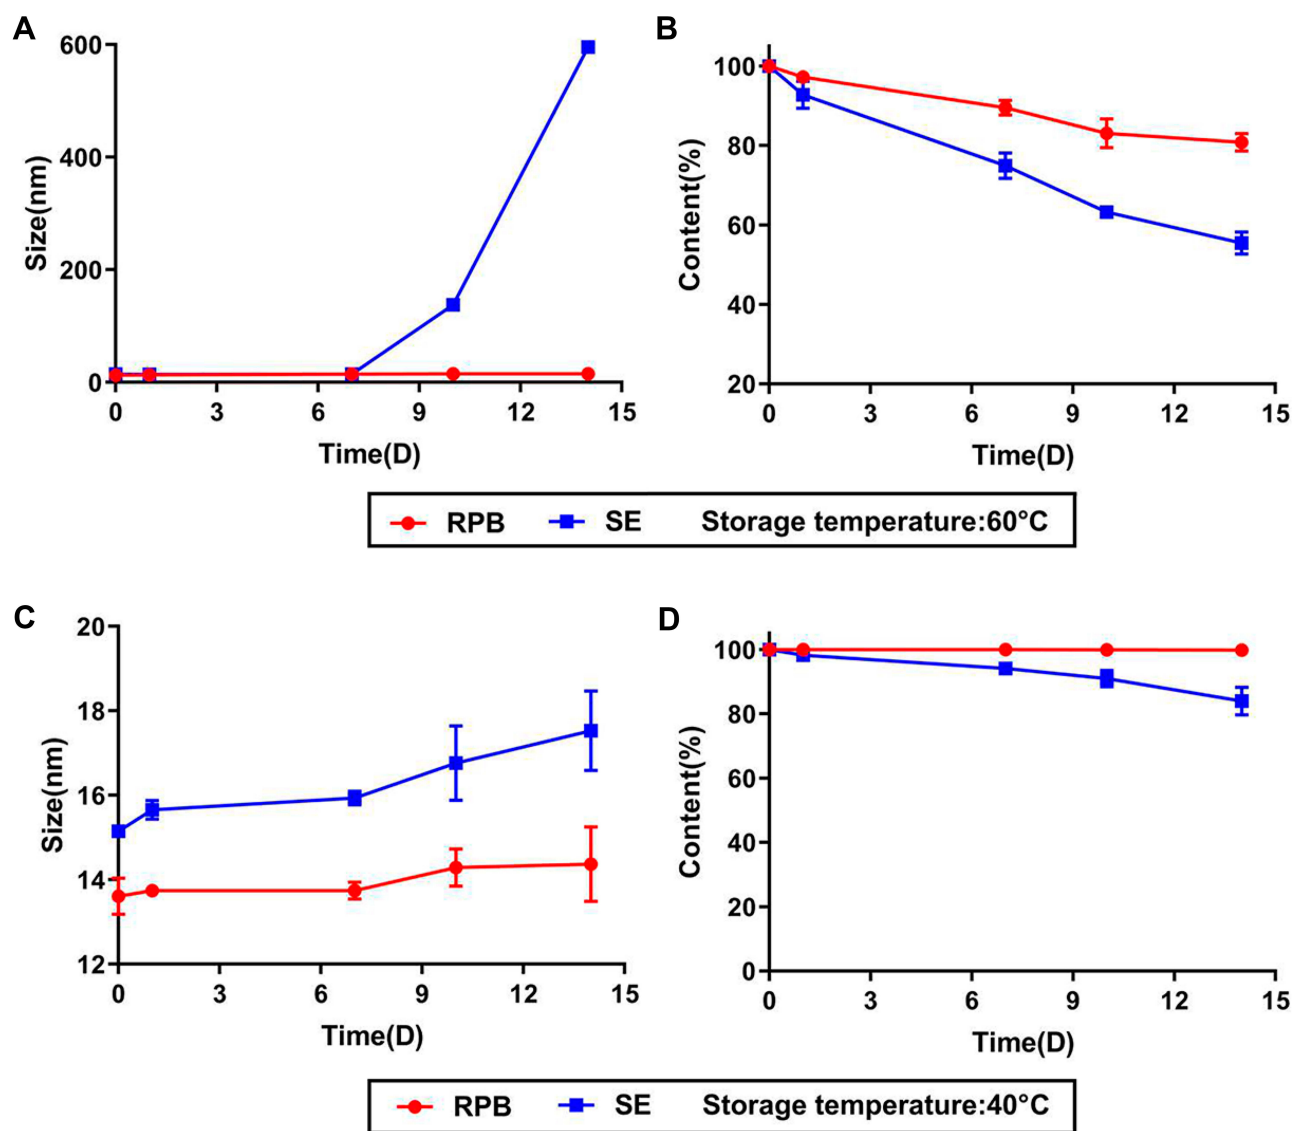 A
600
400
200
0
Size(nm)
0 3 6 9 12 15
Time(D)
B
100
80
60
40
20
Content(%)
0 3 6 9 12 15
Time(D)
RPB SE Storage temperature:60°C
C
20
18
16
14
12
Size(nm)
0 3 6 9 12 15
Time(D)
D
100
80
60
40
20
0
Content(%)
0 3 6 9 12 15
Time(D)
RPB SE Storage temperature:40°C